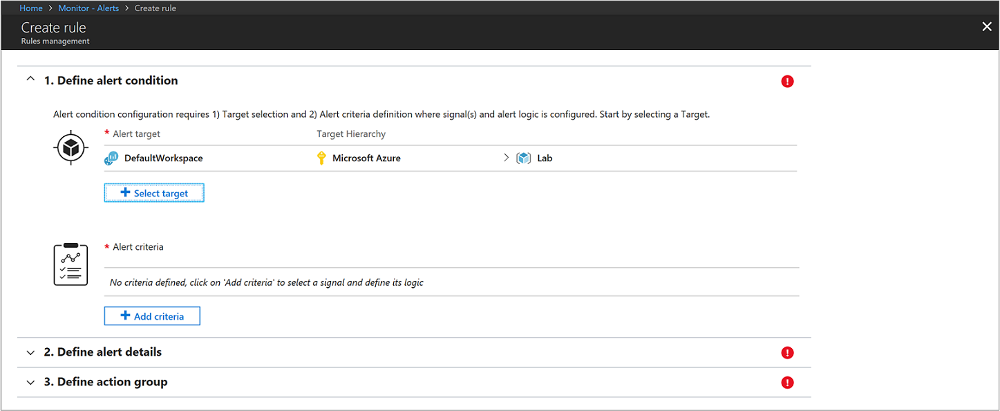 Home > Monitor - Alerts > Create rule
Create rule
Rules management
1. Define alert condition
Alert condition configuration requires 1) Target selection and 2) Alert criteria definition where signal(s) and alert logic is configured. Start by selecting a Target.
* Alert target Target Hierarchy
DefaultWorkspace Microsoft Azure > Lab
+ Select target
* Alert criteria
No criteria defined, click on 'Add criteria' to select a signal and define its logic
+ Add criteria
2. Define alert details
3. Define action group